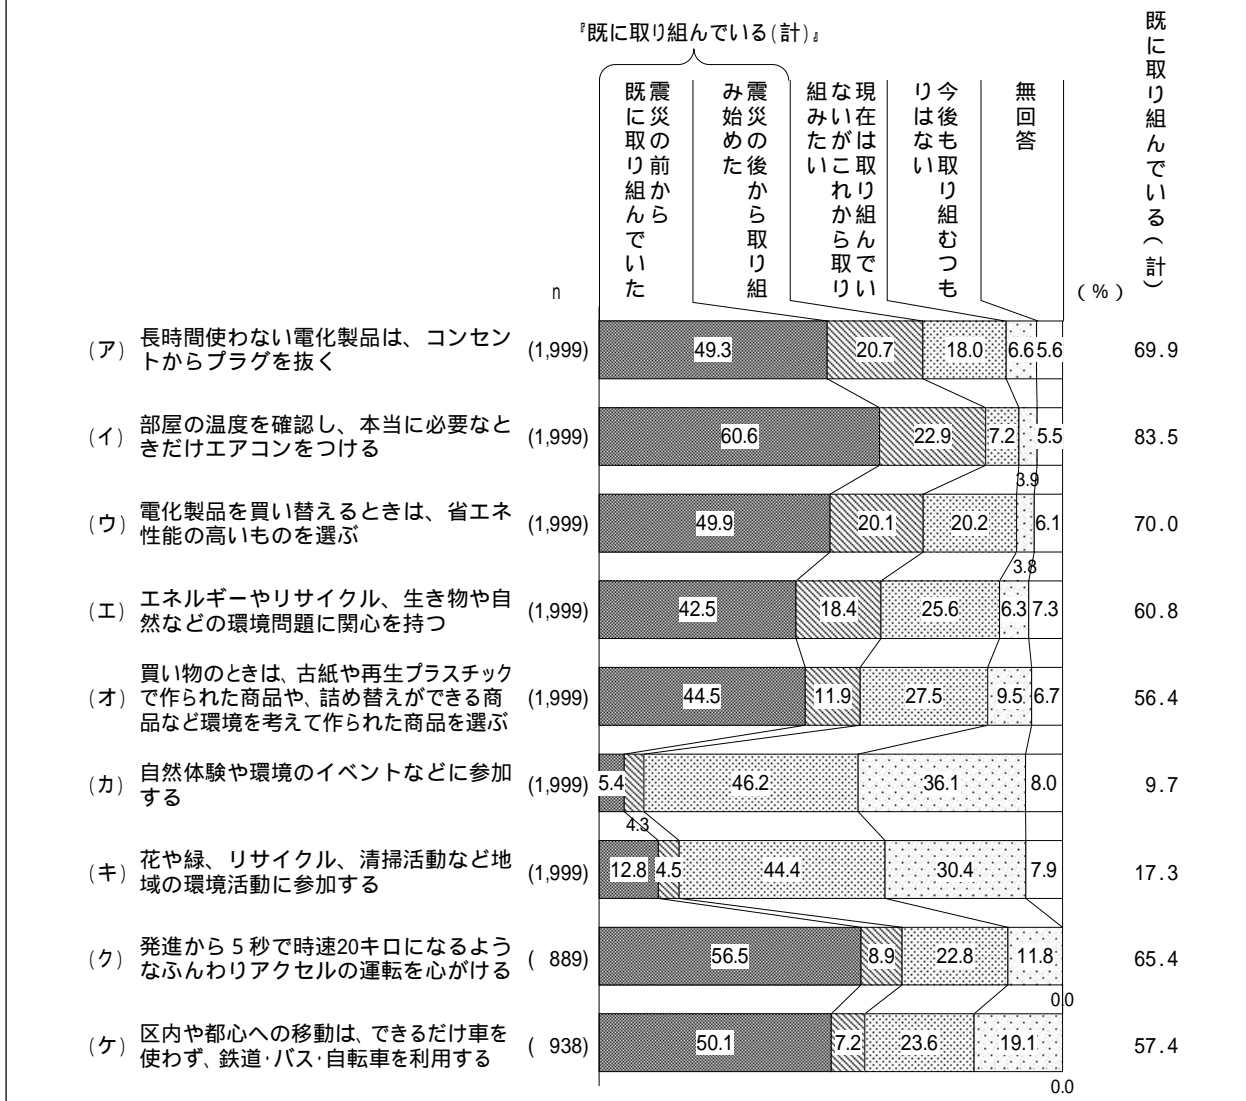 『既に取り組んでいる(計)』
既に取り組んでいる(計)
震災の前から
既に取り組んでいた
震災の後から取り組
み始めた
現在は取り組んでい
ないがこれから取り
組みたい
今後も取り組むつも
りはない
無回答
n
(%)
(ア) 長時間使わない電化製品は、コンセン
トからプラグを抜く
(1,999) 49.3 20.7 18.0 6.6 5.6 69.9
(イ) 部屋の温度を確認し、本当に必要なと
きだけエアコンをつける
(1,999) 60.6 22.9 7.2 5.5 83.5
3.9
(ウ) 電化製品を買い替えるときは、省エネ
性能の高いものを選ぶ
(1,999) 49.9 20.1 20.2 6.1 70.0
3.8
(エ) エネルギーやリサイクル、生き物や自
然などの環境問題に関心を持つ
(1,999) 42.5 18.4 25.6 6.3 7.3 60.8
(オ) 買い物のときは、古紙や再生プラスチック
で作られた商品や、詰め替えができる商
品など環境を考えて作られた商品を選ぶ
(1,999) 44.5 11.9 27.5 9.5 6.7 56.4
(カ) 自然体験や環境のイベントなどに参加
する
(1,999) 5.4 46.2 36.1 8.0 9.7
4.3
(キ) 花や緑、リサイクル、清掃活動など地
域の環境活動に参加する
(1,999) 12.8 4.5 44.4 30.4 7.9 17.3
(ク) 発進から5秒で時速20キロになるよう
なふんわりアクセルの運転を心がける
( 889) 56.5 8.9 22.8 11.8 65.4
0.0
(ケ) 区内や都心への移動は、できるだけ車を
使わず、鉄道・バス・自転車を利用する
( 938) 50.1 7.2 23.6 19.1 57.4
0.0